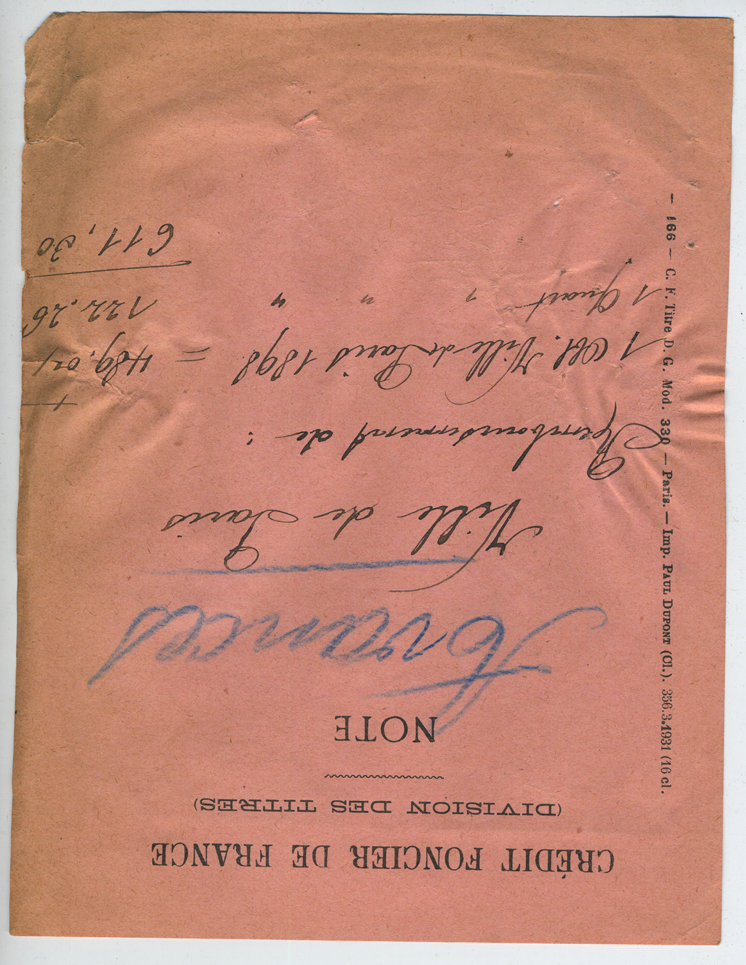 CRÉDIT FONCIER DE FRANCE
(DIVISION DES TITRES)
NOTE
Avances
Ville de Paris
Remboursement de :
1 Obl. Ville de Paris 1898 = 489,04
1 Quart " " " 122,26
611,30
— 166 — C. F. Titre D. G. Mod. 330 — Paris. — Imp. PAUL DUPONT (Cl.). 356.3.1931 (16 cl.